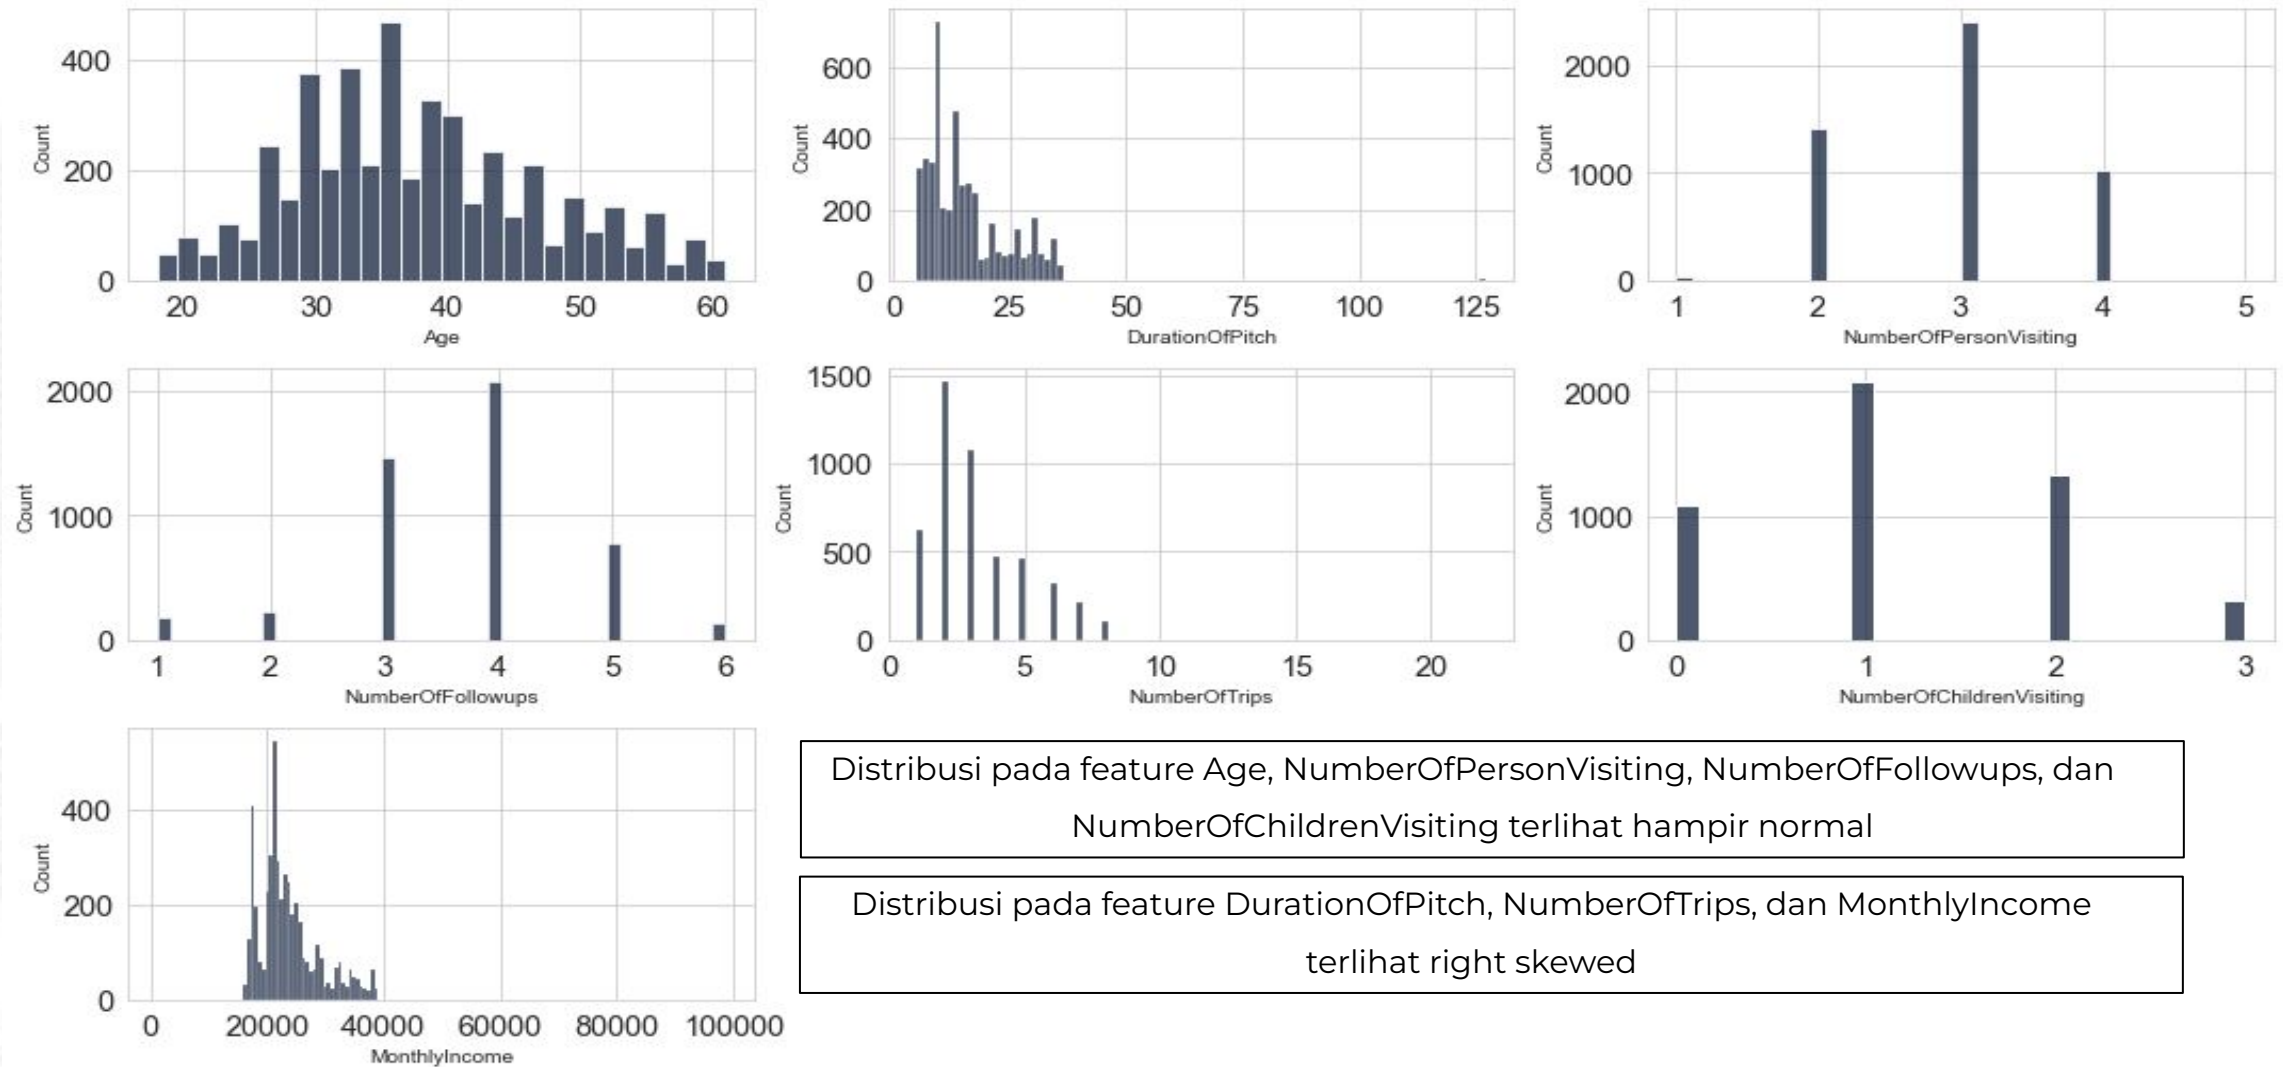 400
200
0
Count
20 30 40 50 60
Age
600
400
200
0
Count
0 25 50 75 100 125
DurationOfPitch
2000
1000
0
Count
1 2 3 4 5
NumberOfPersonVisiting
2000
1000
0
Count
1 2 3 4 5 6
NumberOfFollowups
1500
1000
500
0
Count
0 5 10 15 20
NumberOfTrips
2000
1000
0
Count
0 1 2 3
NumberOfChildrenVisiting
400
200
0
Count
0 20000 40000 60000 80000 100000
MonthlyIncome
Distribusi pada feature Age, NumberOfPersonVisiting, NumberOfFollowups, dan
NumberOfChildrenVisiting terlihat hampir normal
Distribusi pada feature DurationOfPitch, NumberOfTrips, dan MonthlyIncome
terlihat right skewed